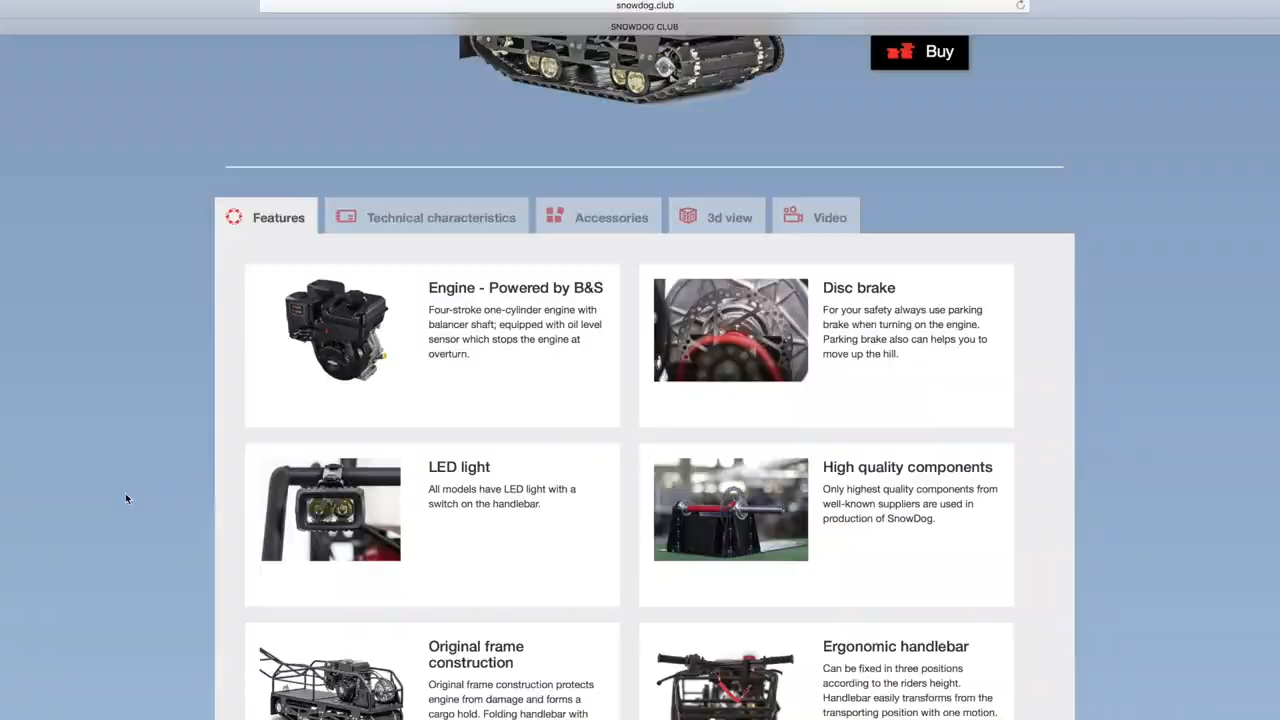 snowdog.club
SNOWDOG CLUB
Buy
Features
Technical characteristics
Accessories
3d view
Video
Engine - Powered by B&S
Four-stroke one-cylinder engine with
balancer shaft; equipped with oil level
sensor which stops the engine at
overturn.
Disc brake
For your safety always use parking
brake when turning on the engine.
Parking brake also can helps you to
move up the hill.
LED light
All models have LED light with a
switch on the handlebar.
High quality components
Only highest quality components from
well-known suppliers are used in
production of SnowDog.
Original frame
construction
Original frame construction protects
engine from damage and forms a
cargo hold. Folding handlebar with
Ergonomic handlebar
Can be fixed in three positions
according to the riders height.
Handlebar easily transforms from the
transporting position with one motion.